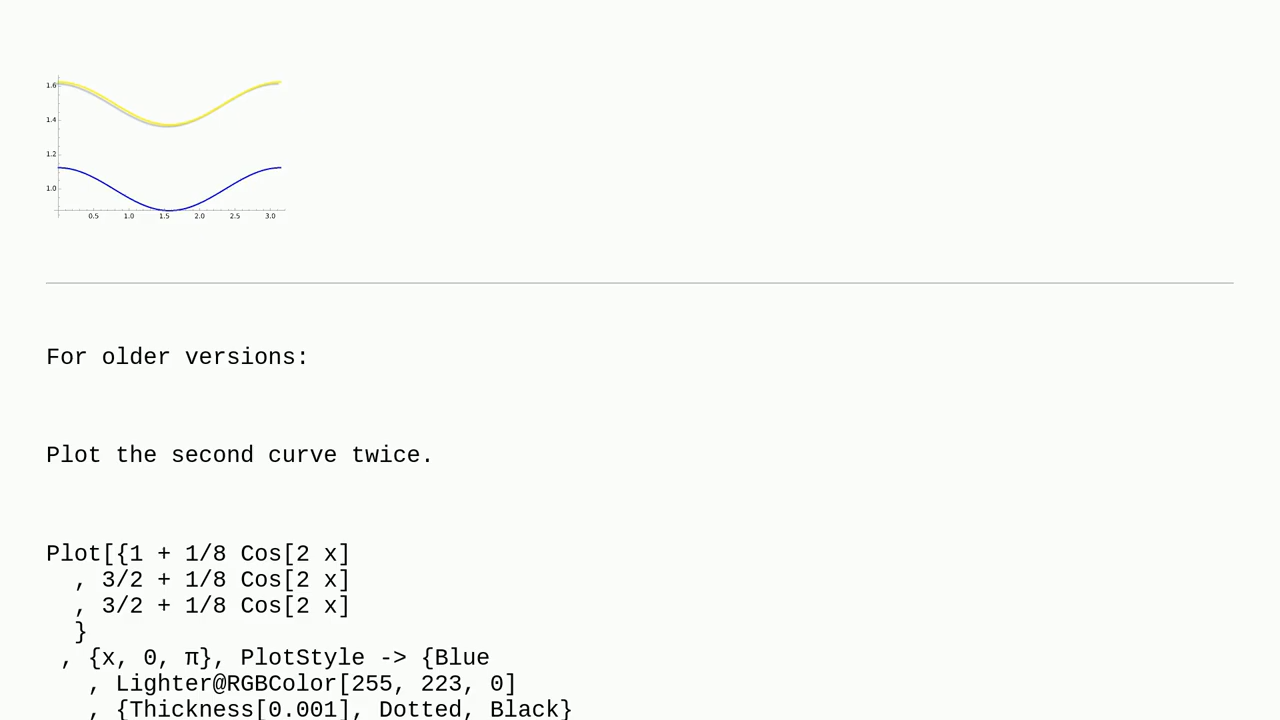 1.6
1.4
1.2
1.0
0.5 1.0 1.5 2.0 2.5 3.0
For older versions:
Plot the second curve twice.
Plot[{1 + 1/8 Cos[2 x]
, 3/2 + 1/8 Cos[2 x]
, 3/2 + 1/8 Cos[2 x]
}
, {x, 0, π}, PlotStyle -> {Blue
, Lighter@RGBColor[255, 223, 0]
, {Thickness[0.001], Dotted, Black}